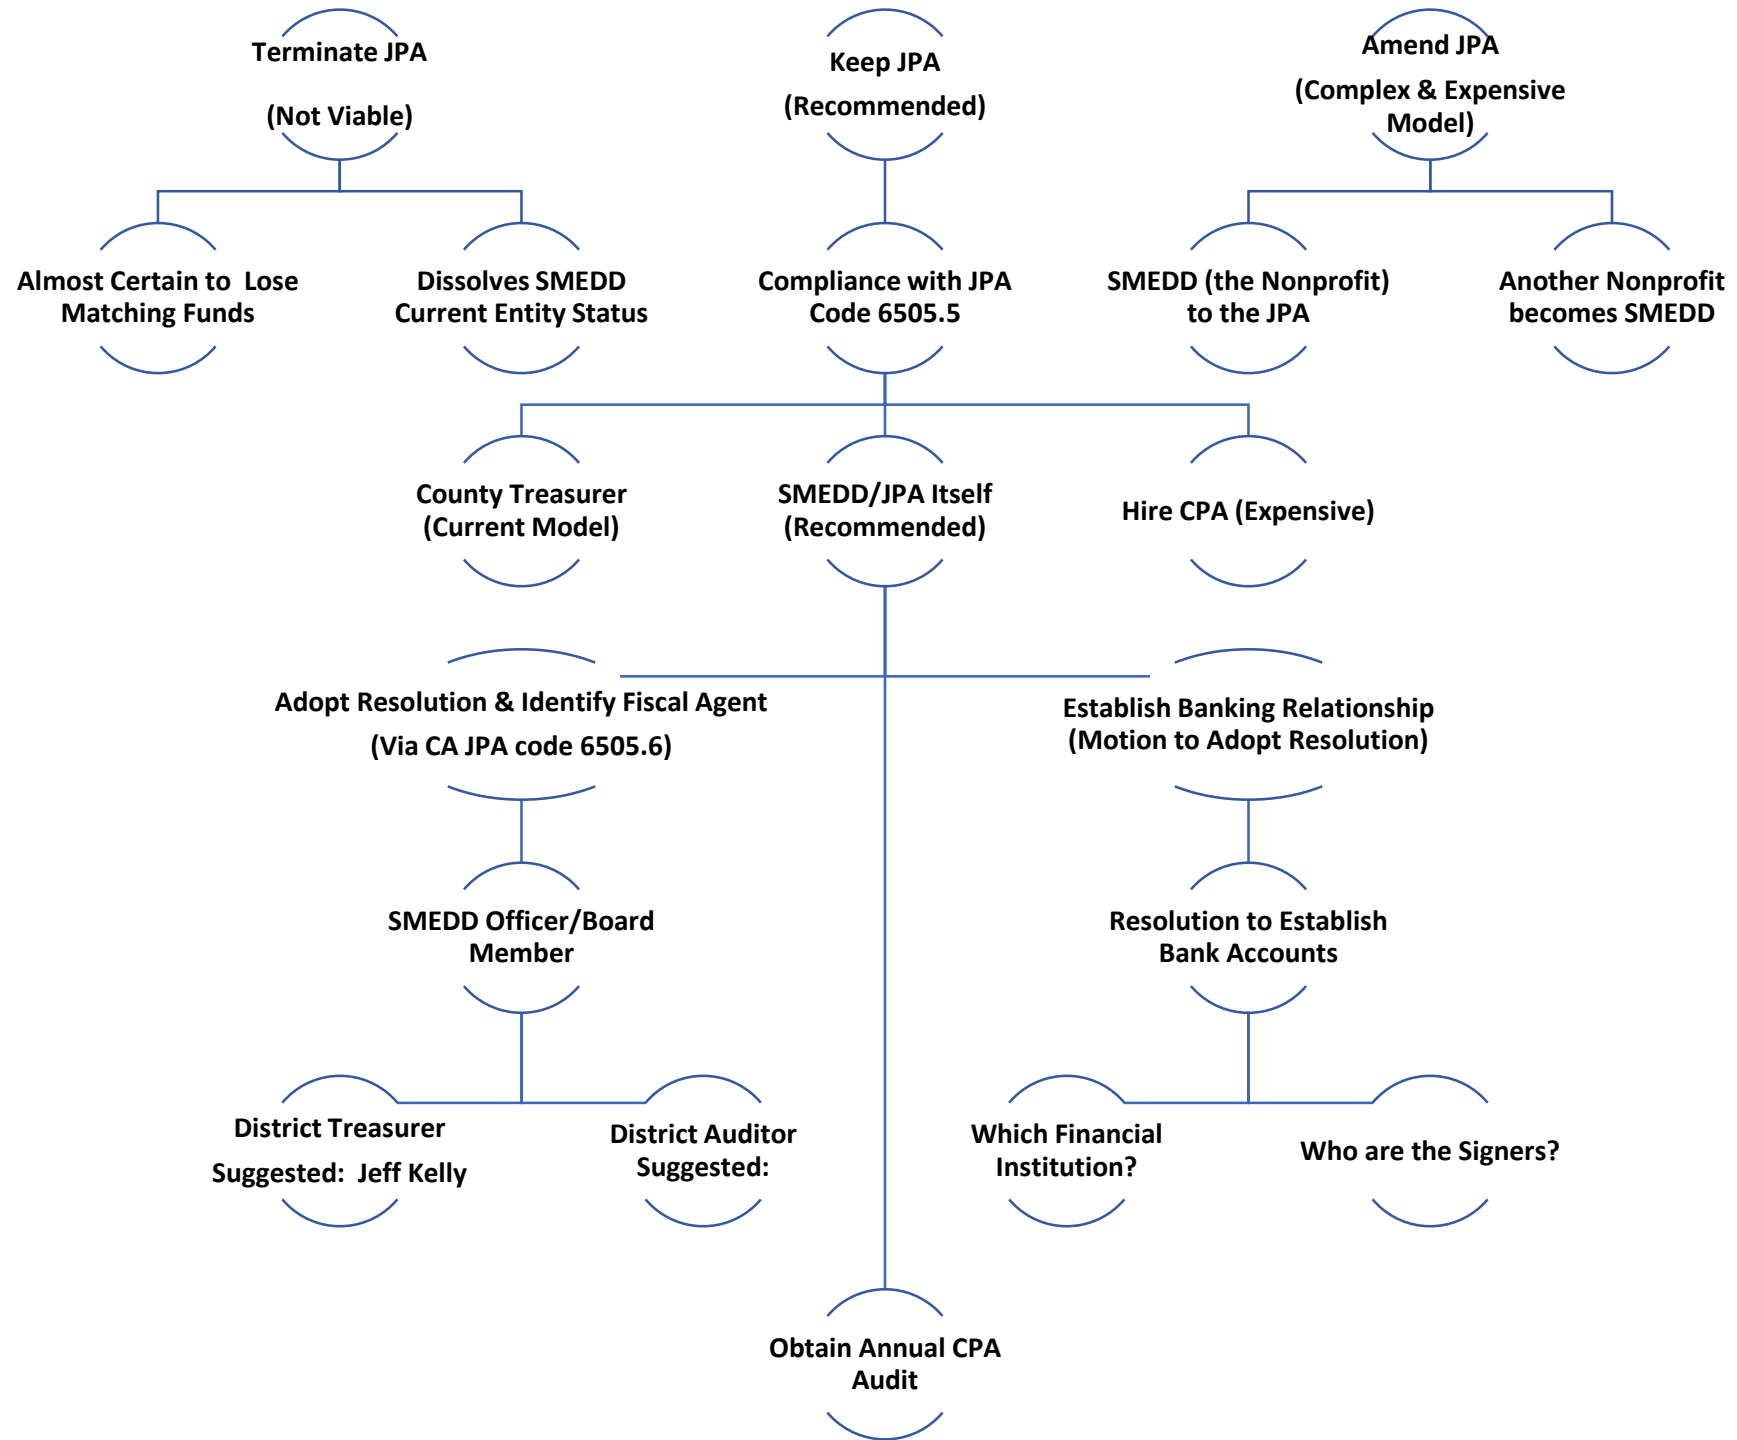 Terminate JPA
(Not Viable)
Keep JPA
(Recommended)
Amend JPA
(Complex & Expensive
Model)
Almost Certain to  Lose
Matching Funds
Dissolves SMEDD
Current Entity Status
Compliance with JPA
Code 6505.5
SMEDD (the Nonprofit)
to the JPA
Another Nonprofit
becomes SMEDD
County Treasurer
(Current Model)
SMEDD/JPA Itself
(Recommended)
Hire CPA (Expensive)
Adopt Resolution & Identify Fiscal Agent
(Via CA JPA code 6505.6)
Establish Banking Relationship
(Motion to Adopt Resolution)
SMEDD Officer/Board
Member
Resolution to Establish
Bank Accounts
District Treasurer
Suggested:  Jeff Kelly
District Auditor
Suggested:
Which Financial
Institution?
Who are the Signers?
Obtain Annual CPA
Audit